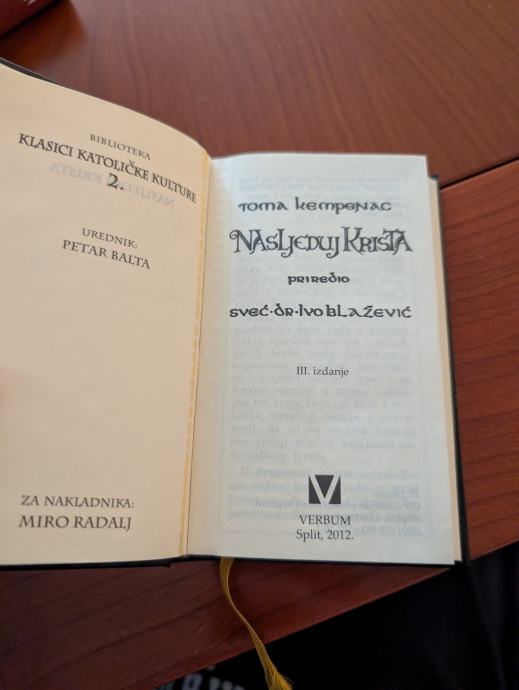 BIBLIOTEKA
KLASICI KATOLIČKE KULTURE
2.
UREDNIK:
PETAR BALTA
ZA NAKLADNIKA:
MIRO RADALJ
TOMA KEMPENAC
NASLJEDUJ KRISTA
PRIREDIO
SVEĆ·DR·IVO BLAŽEVIĆ
III. izdanje
V
VERBUM
Split, 2012.